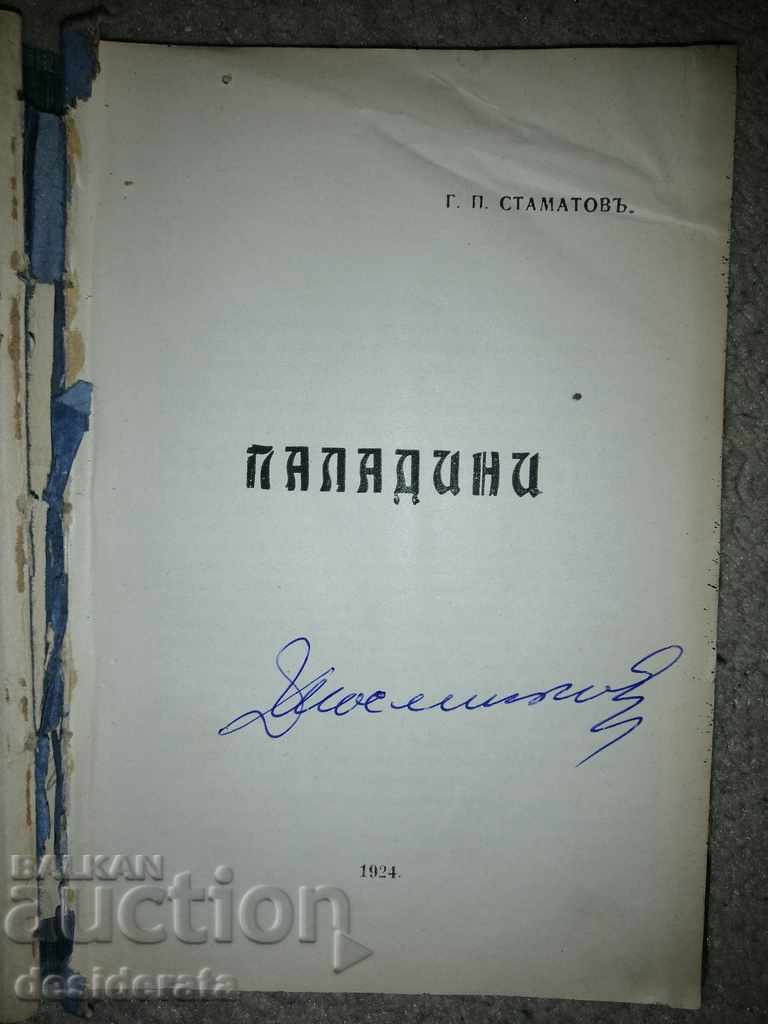 Г. П. СТАМАТОВЪ.
ПАЛАДИНИ
1924.
BALKAN
auction
desiderata